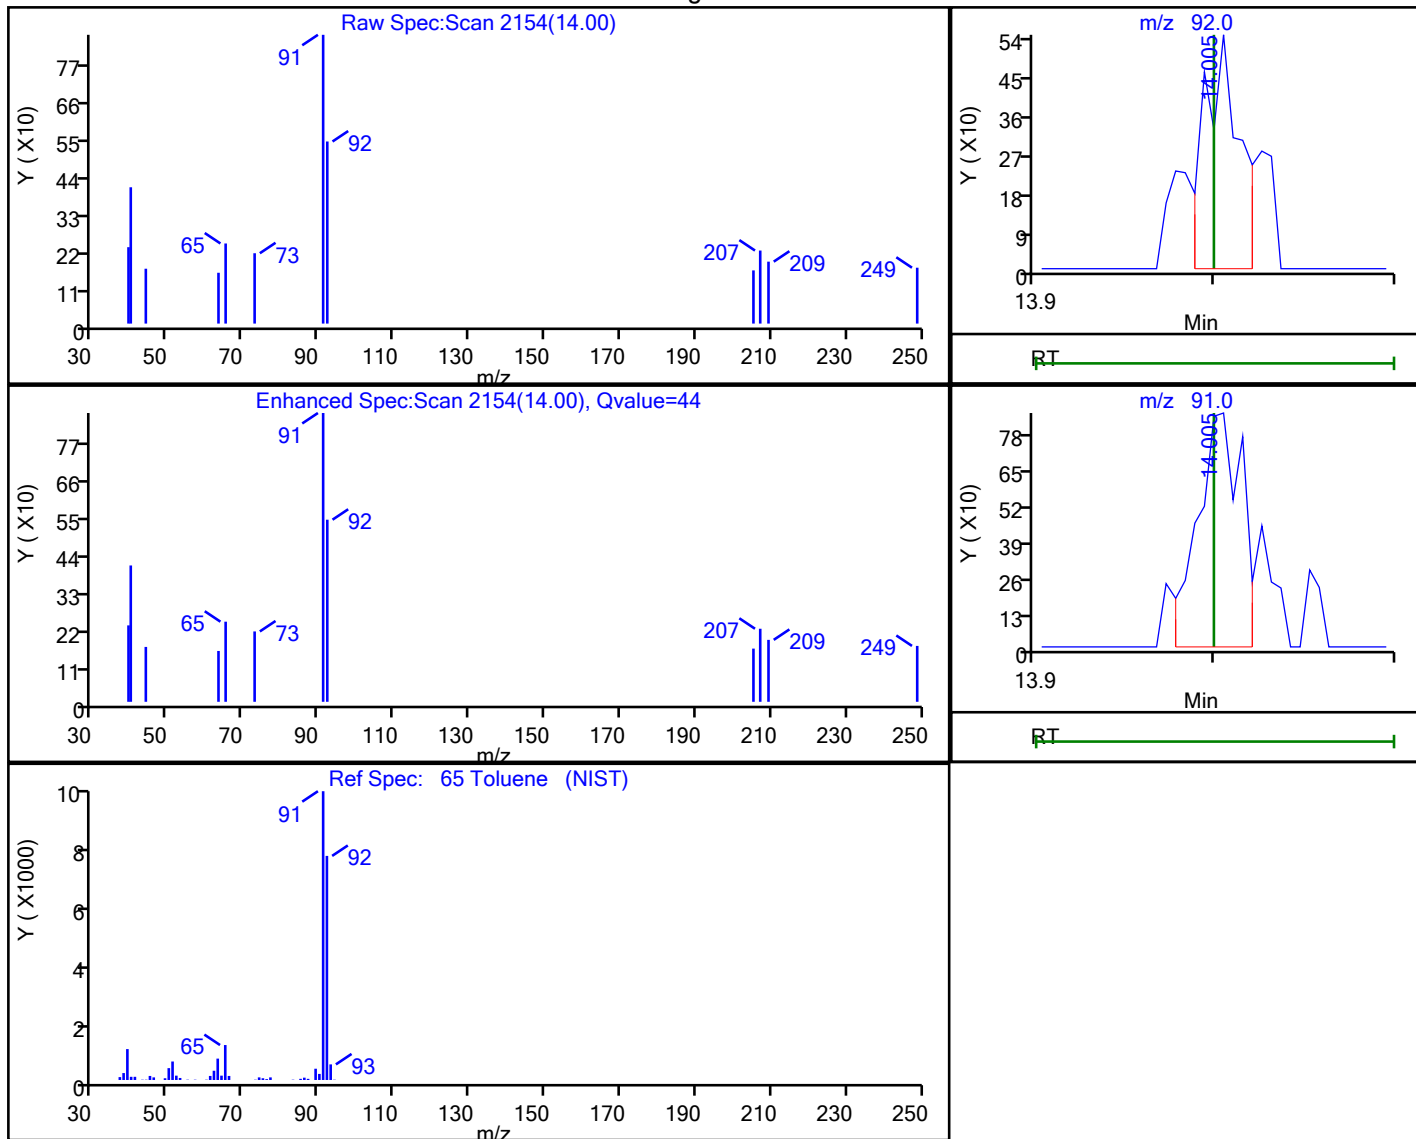 Raw Spec:Scan 2154(14.00)
Y ( X10)
77
66
55
44
33
22
11
0
91
92
65
73
207
209
249
30 50 70 90 110 130 150 170 190 210 230 250
m/z
m/z 92.0
Y ( X10)
54
45
36
27
18
9
0
14.005
13.9
Min
RT
Enhanced Spec:Scan 2154(14.00), Qvalue=44
Y ( X10)
77
66
55
44
33
22
11
0
91
92
65
73
207
209
249
30 50 70 90 110 130 150 170 190 210 230 250
m/z
m/z 91.0
Y ( X10)
78
65
52
39
26
13
0
14.005
13.9
Min
RT
Ref Spec: 65 Toluene (NIST)
Y ( X1000)
10
8
6
4
2
0
91
92
65
93
30 50 70 90 110 130 150 170 190 210 230 250
m/z